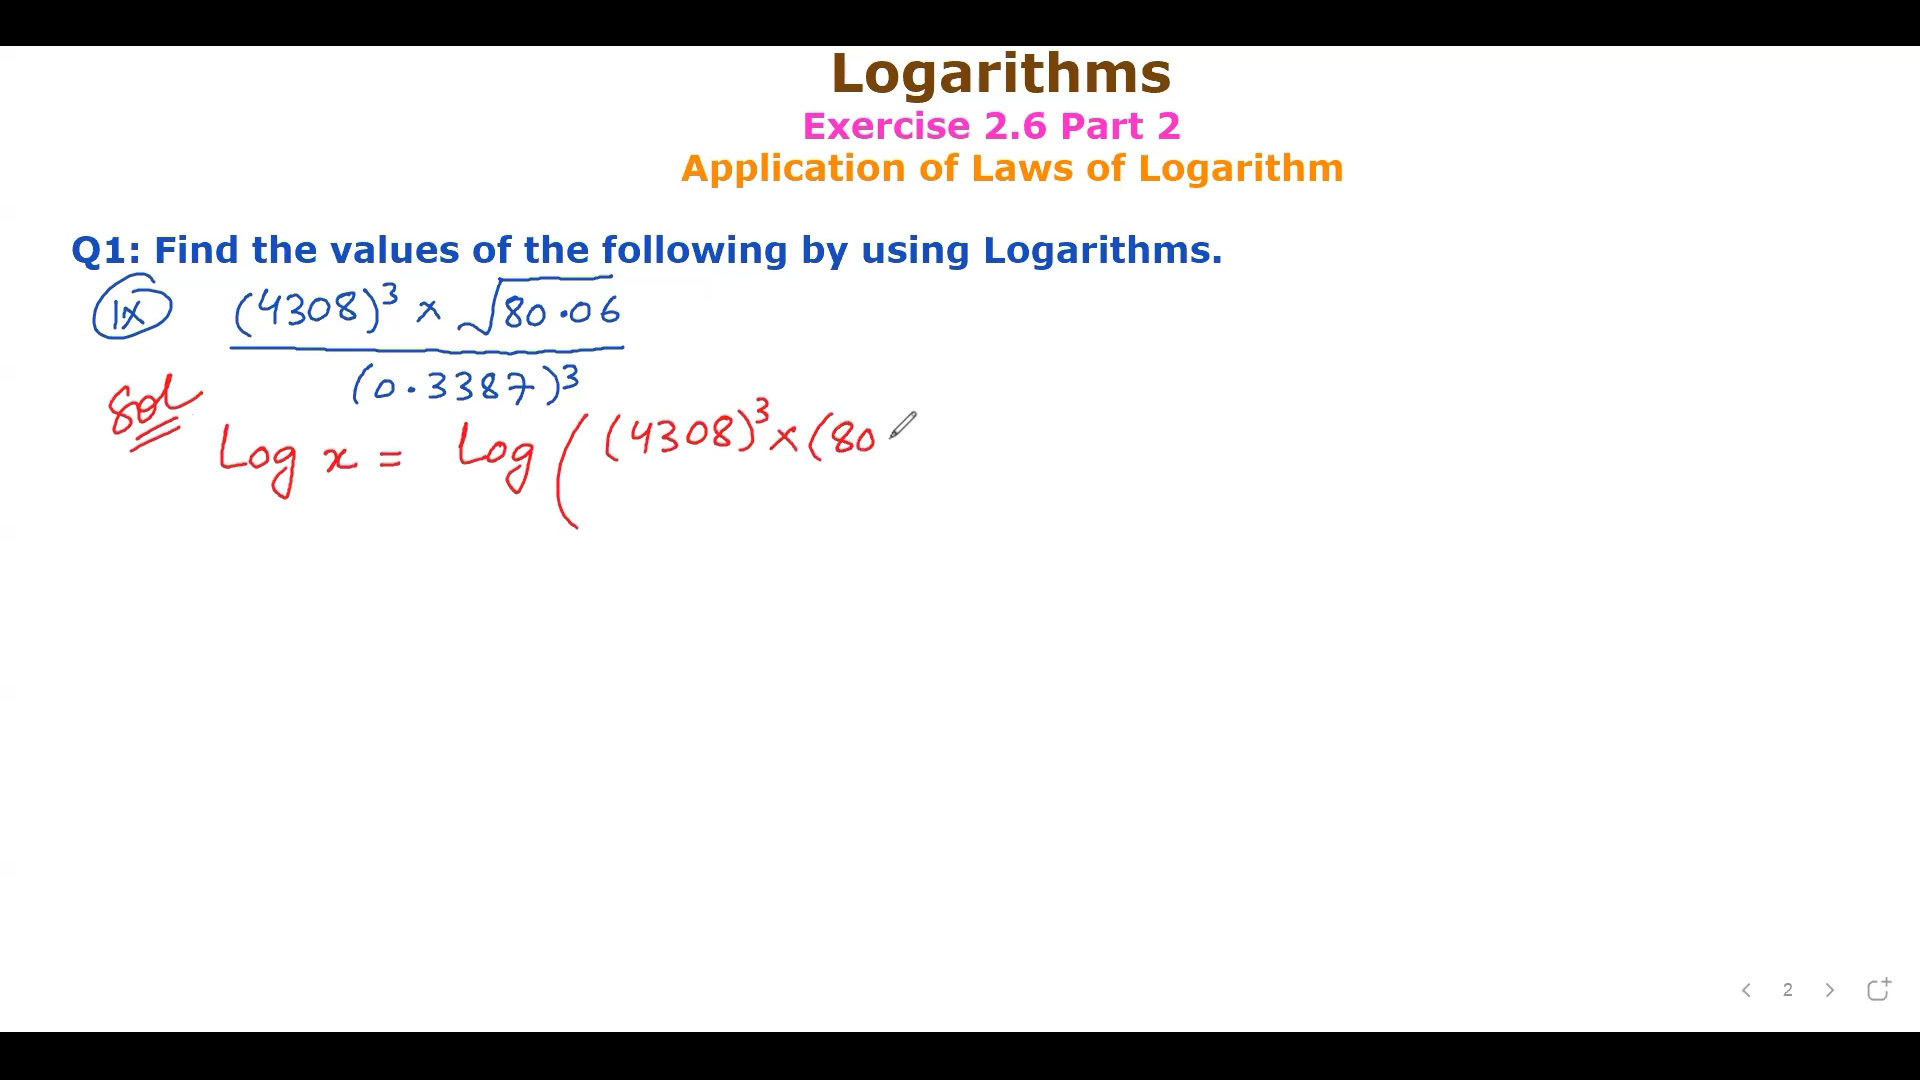 Logarithms
Exercise 2.6 Part 2
Application of Laws of Logarithm
Q1: Find the values of the following by using Logarithms.
ix (4308)³ × √80.06
(0.3387)³
Sol
Log x = Log ( (4308)³ × (80
2